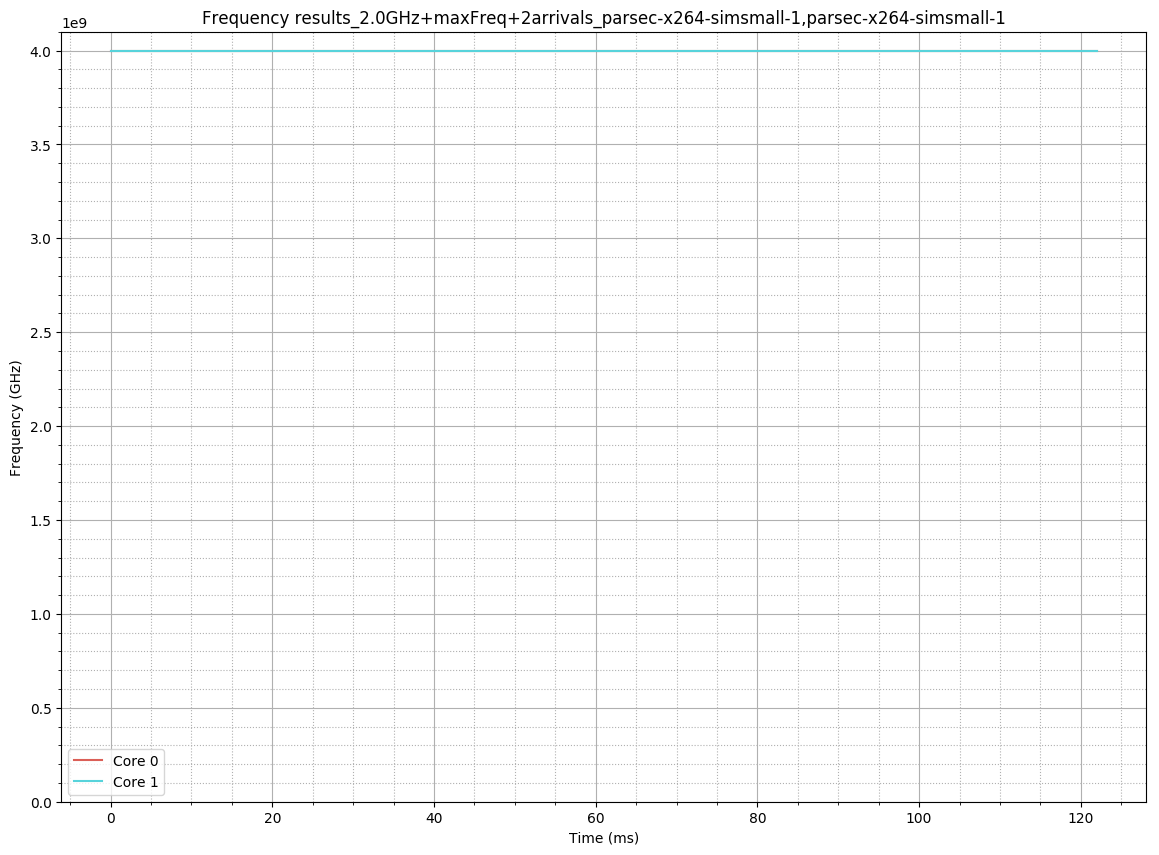 Frequency results_2.0GHz+maxFreq+2arrivals_parsec-x264-simsmall-1,parsec-x264-simsmall-1
1e9
4.0
3.5
3.0
2.5
2.0
1.5
1.0
0.5
0.0
Frequency (GHz)
Core 0
Core 1
0 20 40 60 80 100 120
Time (ms)